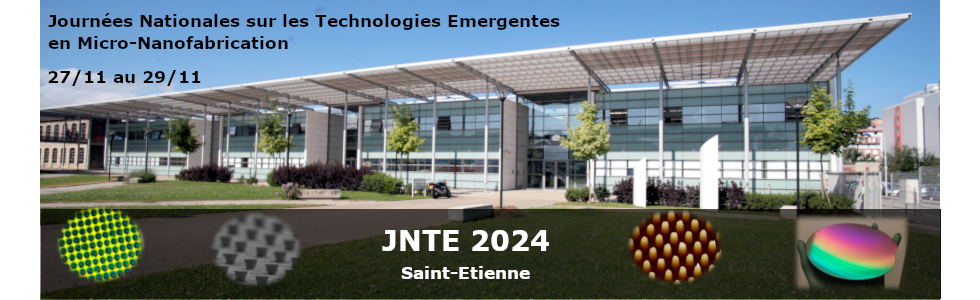 Journées Nationales sur les Technologies Emergentes
en Micro-Nanofabrication
27/11 au 29/11
JNTE 2024
Saint-Etienne